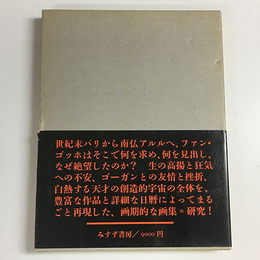 世紀末パリから南仏アルルへ、ファン・
ゴッホはそこで何を求め、何を見出し、
なぜ絶望したのか？　生の高揚と狂気
への不安、ゴーガンとの友情と挫折、
白熱する天才の創造的宇宙の全体を、
豊富な作品と詳細な日暦によってまる
ごと再現した、画期的な画集＝研究！
みすず書房／9000円